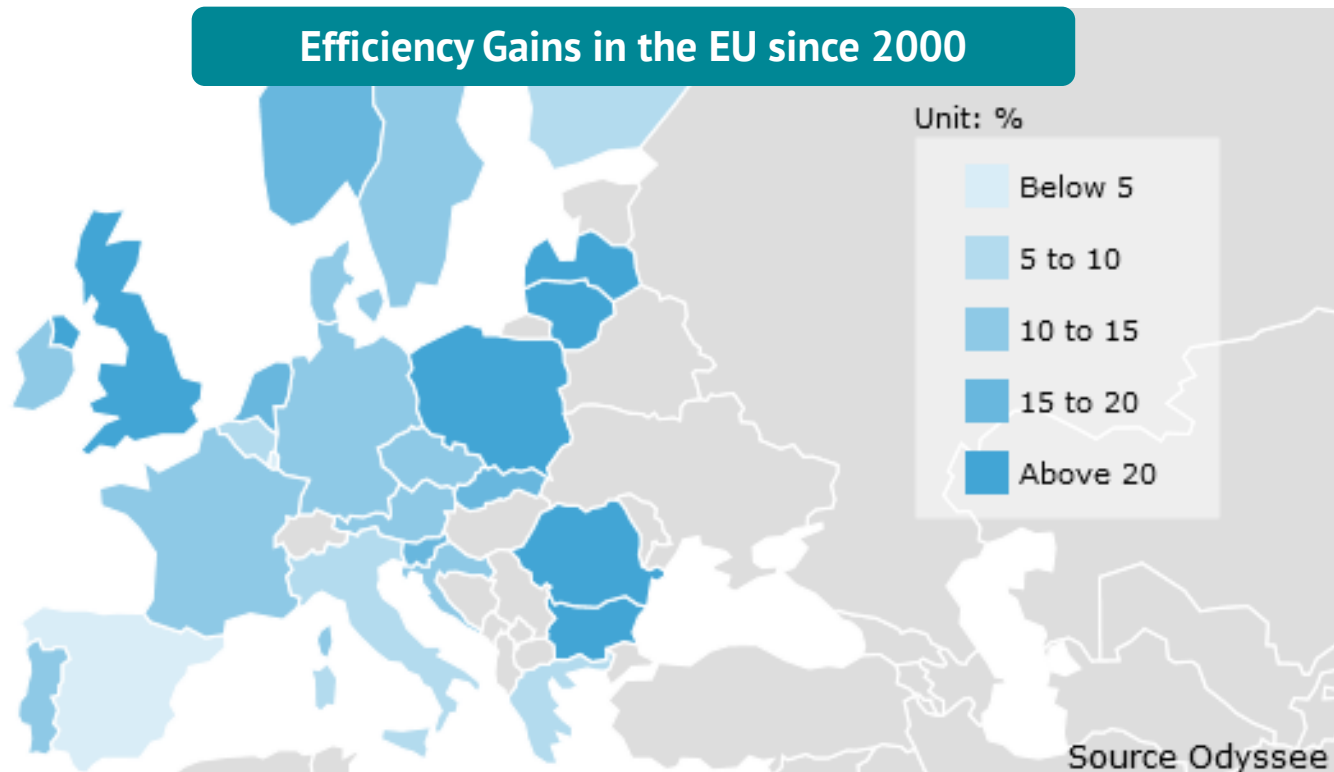 Efficiency Gains in the EU since 2000
Unit: %
Below 5
5 to 10
10 to 15
15 to 20
Above 20
Source Odyssee